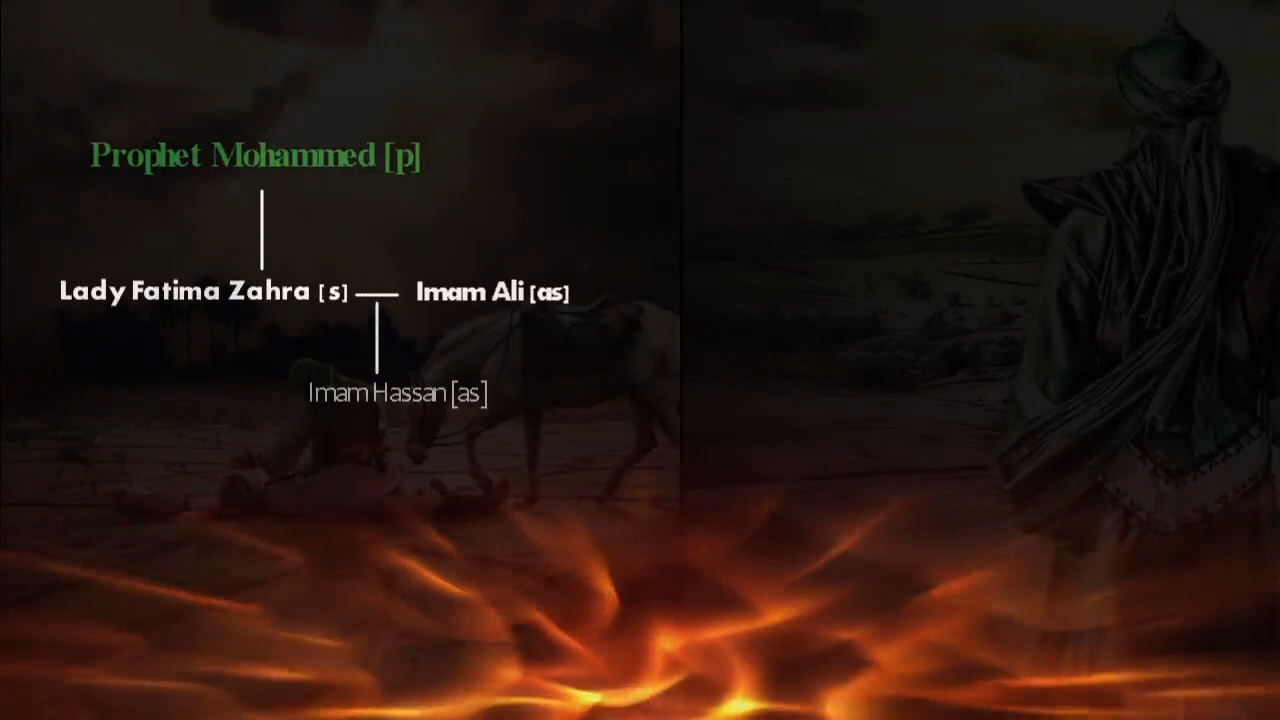 Prophet Mohammed [p]
Lady Fatima Zahra [s] Imam Ali [as]
Imam Hassan [as]